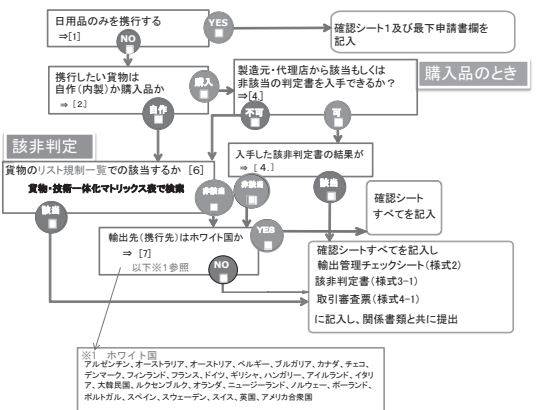 日用品のみを携行する
⇒[1]
YES
NO
確認シート1及び最下申請書欄を
記入
携行したい貨物は
自作(内製)か購入品か
⇒ [2]
購入
自作
製造元・代理店から該当もしくは
非該当の判定書を入手できるか?
⇒[4]
不可
可
購入品のとき
該非判定
貨物のリスト規制一覧での該当するか [6]
貨物・技術一体化マトリックス表で検索
該当
非該当
入手した該非判定書の結果が
⇒ [4.]
非該当
該当
確認シート
すべてを記入
輸出先(携行先)はホワイト国か
⇒ [7]
以下※1参照
YES
NO
確認シートすべてを記入し
輸出管理チェックシート(様式2)
該非判定書(様式3-1)
取引審査票(様式4-1)
に記入し、関係書類と共に提出
※1 ホワイト国
アルゼンチン、オーストラリア、オーストリア、ベルギー、ブルガリア、カナダ、チェコ、
デンマーク、フィンランド、フランス、ドイツ、ギリシャ、ハンガリー、アイルランド、イタリ
ア、大韓民国、ルクセンブルク、オランダ、ニュージーランド、ノルウェー、ポーランド、
ポルトガル、スペイン、スウェーデン、スイス、英国、アメリカ合衆国